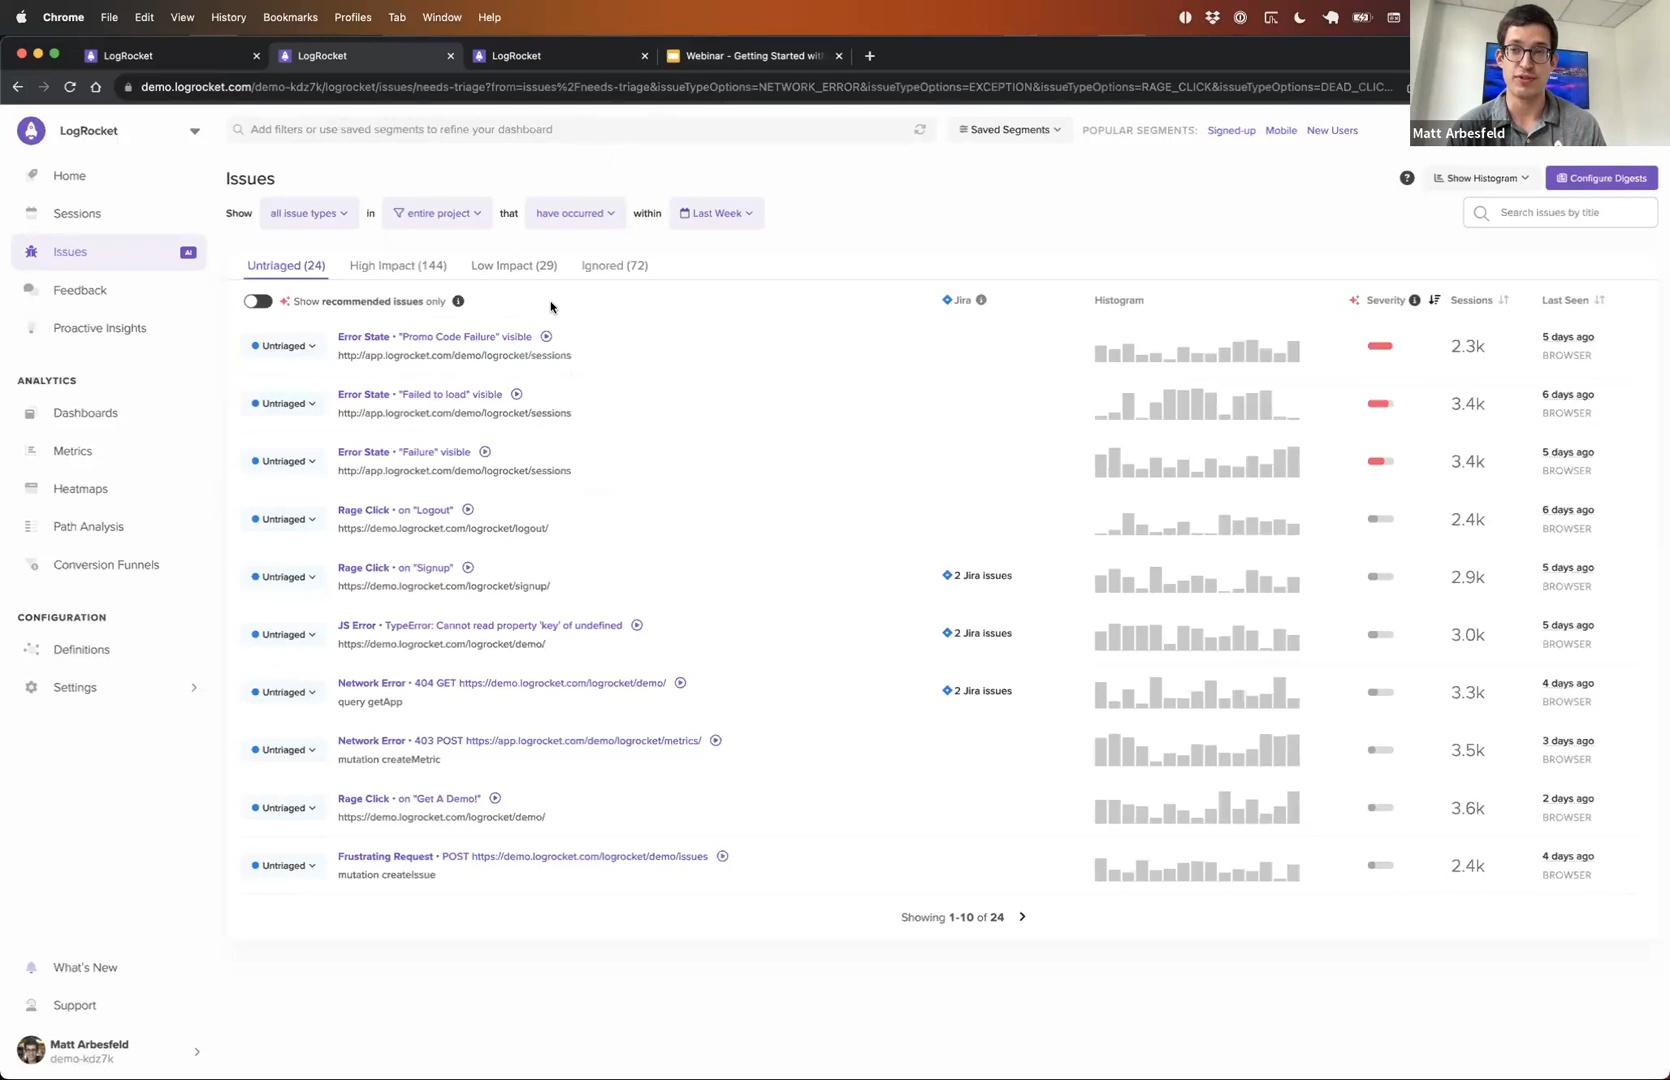 Chrome File Edit View History Bookmarks Profiles Tab Window Help
LogRocket LogRocket LogRocket Webinar - Getting Started wit
demo.logrocket.com/demo-kdz7k/logrocket/issues/needs-triage?from=issues%2Fneeds-triage&issueTypeOptions=NETWORK_ERROR&issueTypeOptions=EXCEPTION&issueTypeOptions=RAGE_CLICK&issueTypeOptions=DEAD_CLIC...
Matt Arbesfeld
LogRocket
Add filters or use saved segments to refine your dashboard
Saved Segments
POPULAR SEGMENTS: Signed-up Mobile New Users
Home
Sessions
Issues AI
Feedback
Proactive Insights
ANALYTICS
Dashboards
Metrics
Heatmaps
Path Analysis
Conversion Funnels
CONFIGURATION
Definitions
Settings
What's New
Support
Matt Arbesfeld
demo-kdz7k
Issues
Show Histogram
Configure Digests
Show all issue types in entire project that have occurred within Last Week
Search issues by title
Untriaged (24) High Impact (144) Low Impact (29) Ignored (72)
Show recommended issues only
Jira Histogram Severity Sessions Last Seen
Untriaged Error State • "Promo Code Failure" visible 2.3k 5 days ago
http://app.logrocket.com/demo/logrocket/sessions BROWSER
Untriaged Error State • "Failed to load" visible 3.4k 6 days ago
http://app.logrocket.com/demo/logrocket/sessions BROWSER
Untriaged Error State • "Failure" visible 3.4k 5 days ago
http://app.logrocket.com/demo/logrocket/sessions BROWSER
Untriaged Rage Click • on "Logout" 2.4k 6 days ago
https://demo.logrocket.com/logrocket/logout/ BROWSER
Untriaged Rage Click • on "Signup" 2 Jira issues 2.9k 5 days ago
https://demo.logrocket.com/logrocket/signup/ BROWSER
Untriaged JS Error • TypeError: Cannot read property 'key' of undefined 2 Jira issues 3.0k 5 days ago
https://demo.logrocket.com/logrocket/demo/ BROWSER
Untriaged Network Error • 404 GET https://demo.logrocket.com/logrocket/demo/ 2 Jira issues 3.3k 4 days ago
query getApp BROWSER
Untriaged Network Error • 403 POST https://app.logrocket.com/demo/logrocket/metrics/ 3.5k 3 days ago
mutation createMetric BROWSER
Untriaged Rage Click • on "Get A Demo!" 3.6k 2 days ago
https://demo.logrocket.com/logrocket/demo/ BROWSER
Untriaged Frustrating Request • POST https://demo.logrocket.com/logrocket/demo/issues 2.4k 4 days ago
mutation createIssue BROWSER
Showing 1-10 of 24